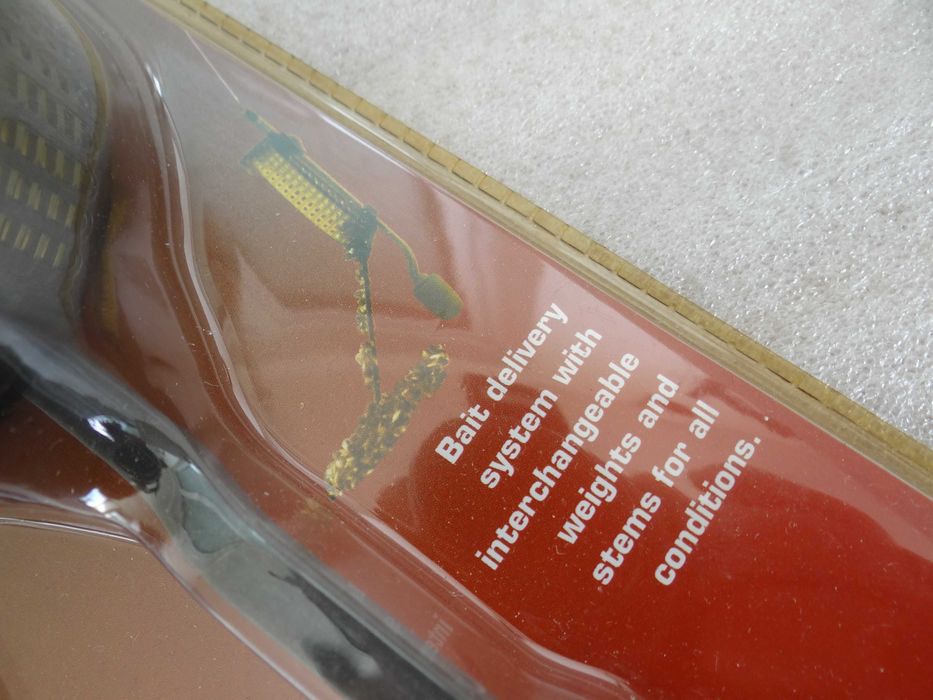 Bait delivery
system with
interchangeable
weights and
stems for all
conditions.